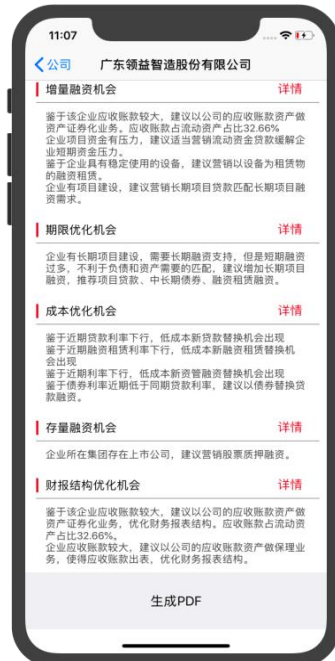 11:07
公司 广东领益智造股份有限公司
增量融资机会 详情
鉴于该企业应收账款较大，建议以公司的应收账款资产做
资产证券化业务。应收账款占流动资产占比32.66%
企业项目资金有压力，建议适当营销流动资金贷款缓解企
业短期资金压力。
鉴于企业具有稳定使用的设备，建议营销以设备为租赁物
的融资租赁。
企业有项目建设，建议营销长期项目贷款匹配长期项目融
资需求。
期限优化机会 详情
企业有长期项目建设，需要长期融资支持，但是短期融资
过多，不利于负债和资产需要的匹配，建议增加长期项目
融资，推荐项目贷款、中长期债券、融资租赁融资。
成本优化机会 详情
鉴于近期贷款利率下行，低成本新贷款替换机会出现
鉴于近期融资租赁利率下行，低成本新融资租赁替换机
会出现
鉴于近期利率下行，低成本新资管融资替换机会出现
鉴于债券利率近期低于同期贷款利率，建议以债券替换贷
款融资。
存量融资机会 详情
企业所在集团存在上市公司，建议营销股票质押融资。
财报结构优化机会 详情
鉴于该企业应收账款较大，建议以公司的应收账款资产做
资产证券化业务，优化财务报表结构。应收账款占流动资
产占比32.66%。
企业应收账款较大，建议以公司的应收账款资产做保理业
务，使得应收账款出表，优化财务报表结构。
生成PDF